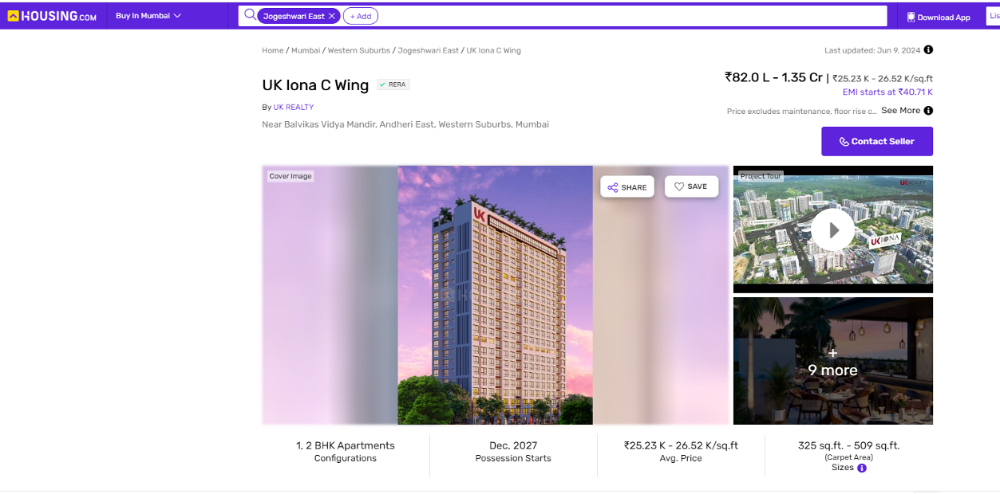 HOUSING.COM
Buy In Mumbai
Jogeshwari East
+ Add
Download App
Lis
Home / Mumbai / Western Suburbs / Jogeshwari East / UK Iona C Wing
Last updated: Jun 9, 2024
UK Iona C Wing
RERA
₹82.0 L - 1.35 Cr | ₹25.23 K - 26.52 K/sq.ft
EMI starts at ₹40.71 K
By UK REALTY
Price excludes maintenance, floor rise c... See More
Near Balvikas Vidya Mandir, Andheri East, Western Suburbs, Mumbai
Contact Seller
Cover Image
SHARE
SAVE
UK
Project Tour
UK REALTY
UK IONA
+
9 more
1, 2 BHK Apartments
Configurations
Dec, 2027
Possession Starts
₹25.23 K - 26.52 K/sq.ft
Avg. Price
325 sq.ft. - 509 sq.ft.
(Carpet Area)
Sizes